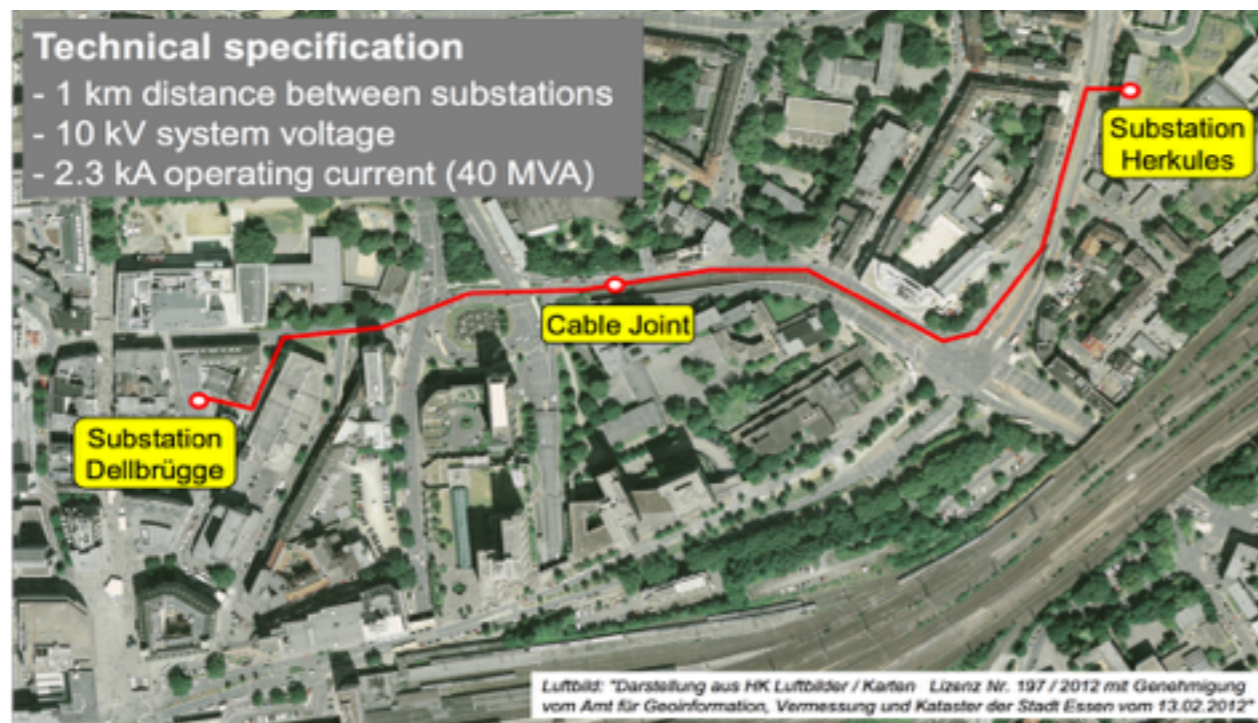 Technical specification
- 1 km distance between substations
- 10 kV system voltage
- 2.3 kA operating current (40 MVA)
Substation
Herkules
Cable Joint
Substation
Dellbrügge
Luftbild: "Darstellung aus HK Luftbilder / Karten Lizenz Nr. 197 / 2012 mit Genehmigung
vom Amt für Geoinformation, Vermessung und Kataster der Stadt Essen vom 13.02.2012"